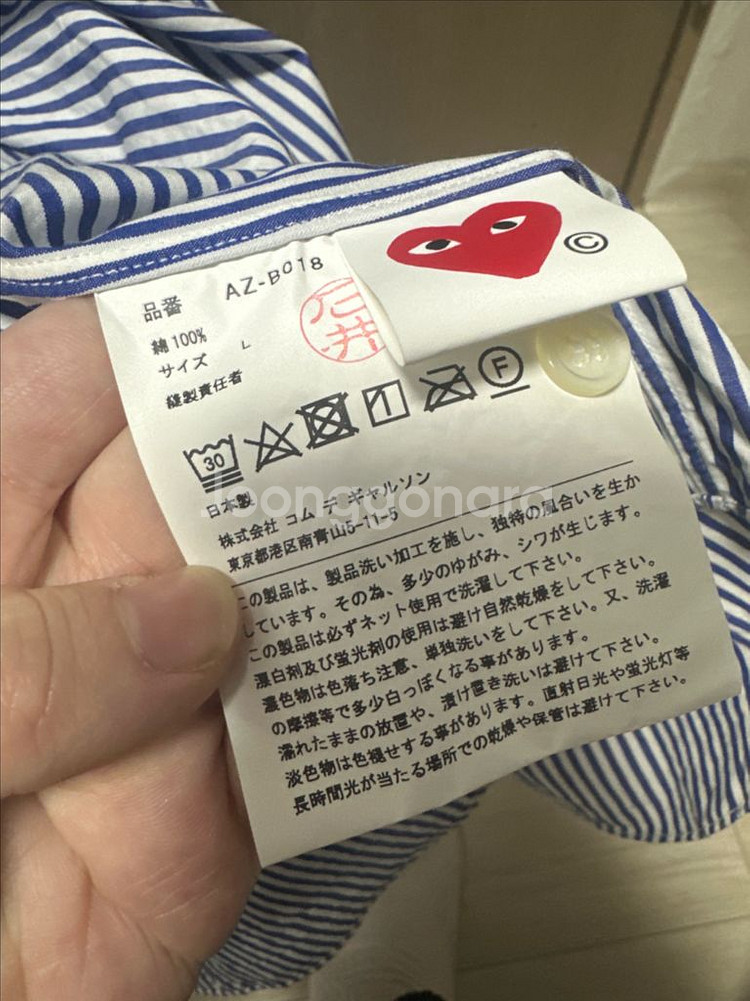 品番 AZ-B018
綿100%
サイズ L
縫製責任者
石井
©
30
F
日本製
株式会社 コム デ ギャルソン
東京都港区南青山5-11-5
この製品は、製品洗い加工を施し、独特の風合いを生か
しています。その為、多少のゆがみ、シワが生じます。
この製品は必ずネット使用で洗濯して下さい。
漂白剤及び蛍光剤の使用は避け自然乾燥をして下さい。
濃色物は色落ち注意、単独洗いをして下さい。又、洗濯
の摩擦等で多少白っぽくなる事があります。
濡れたままの放置や、漬け置き洗いは避けて下さい。
淡色物は色褪せする事があります。直射日光や蛍光灯等
長時間光が当たる場所での乾燥や保管は避けて下さい。
Joonggonara